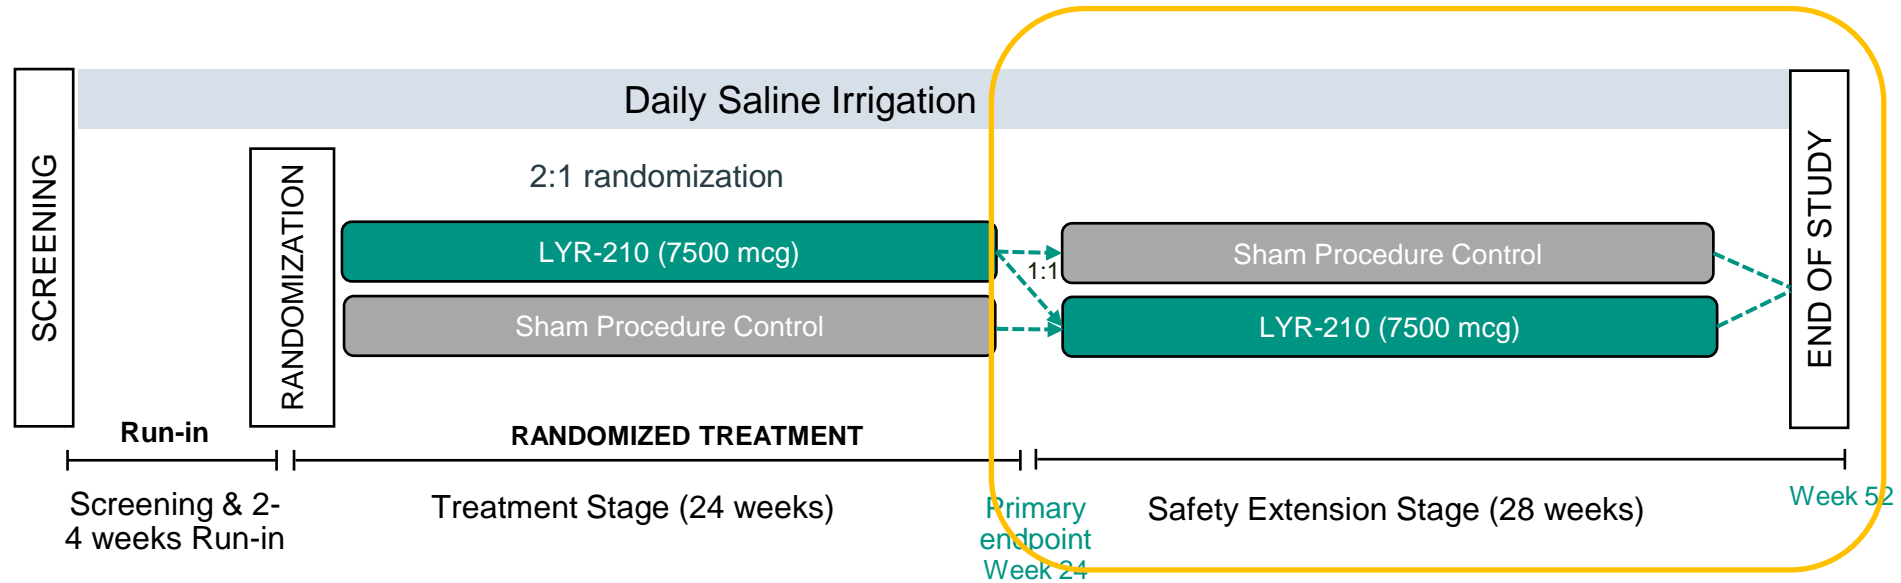 Daily Saline Irrigation
SCREENING
RANDOMIZATION
2:1 randomization
LYR-210 (7500 mcg)
Sham Procedure Control
1:1
Sham Procedure Control
LYR-210 (7500 mcg)
END OF STUDY
Run-in
RANDOMIZED TREATMENT
Screening & 2-
4 weeks Run-in
Treatment Stage (24 weeks)
Primary
endpoint
Week 24
Safety Extension Stage (28 weeks)
Week 52